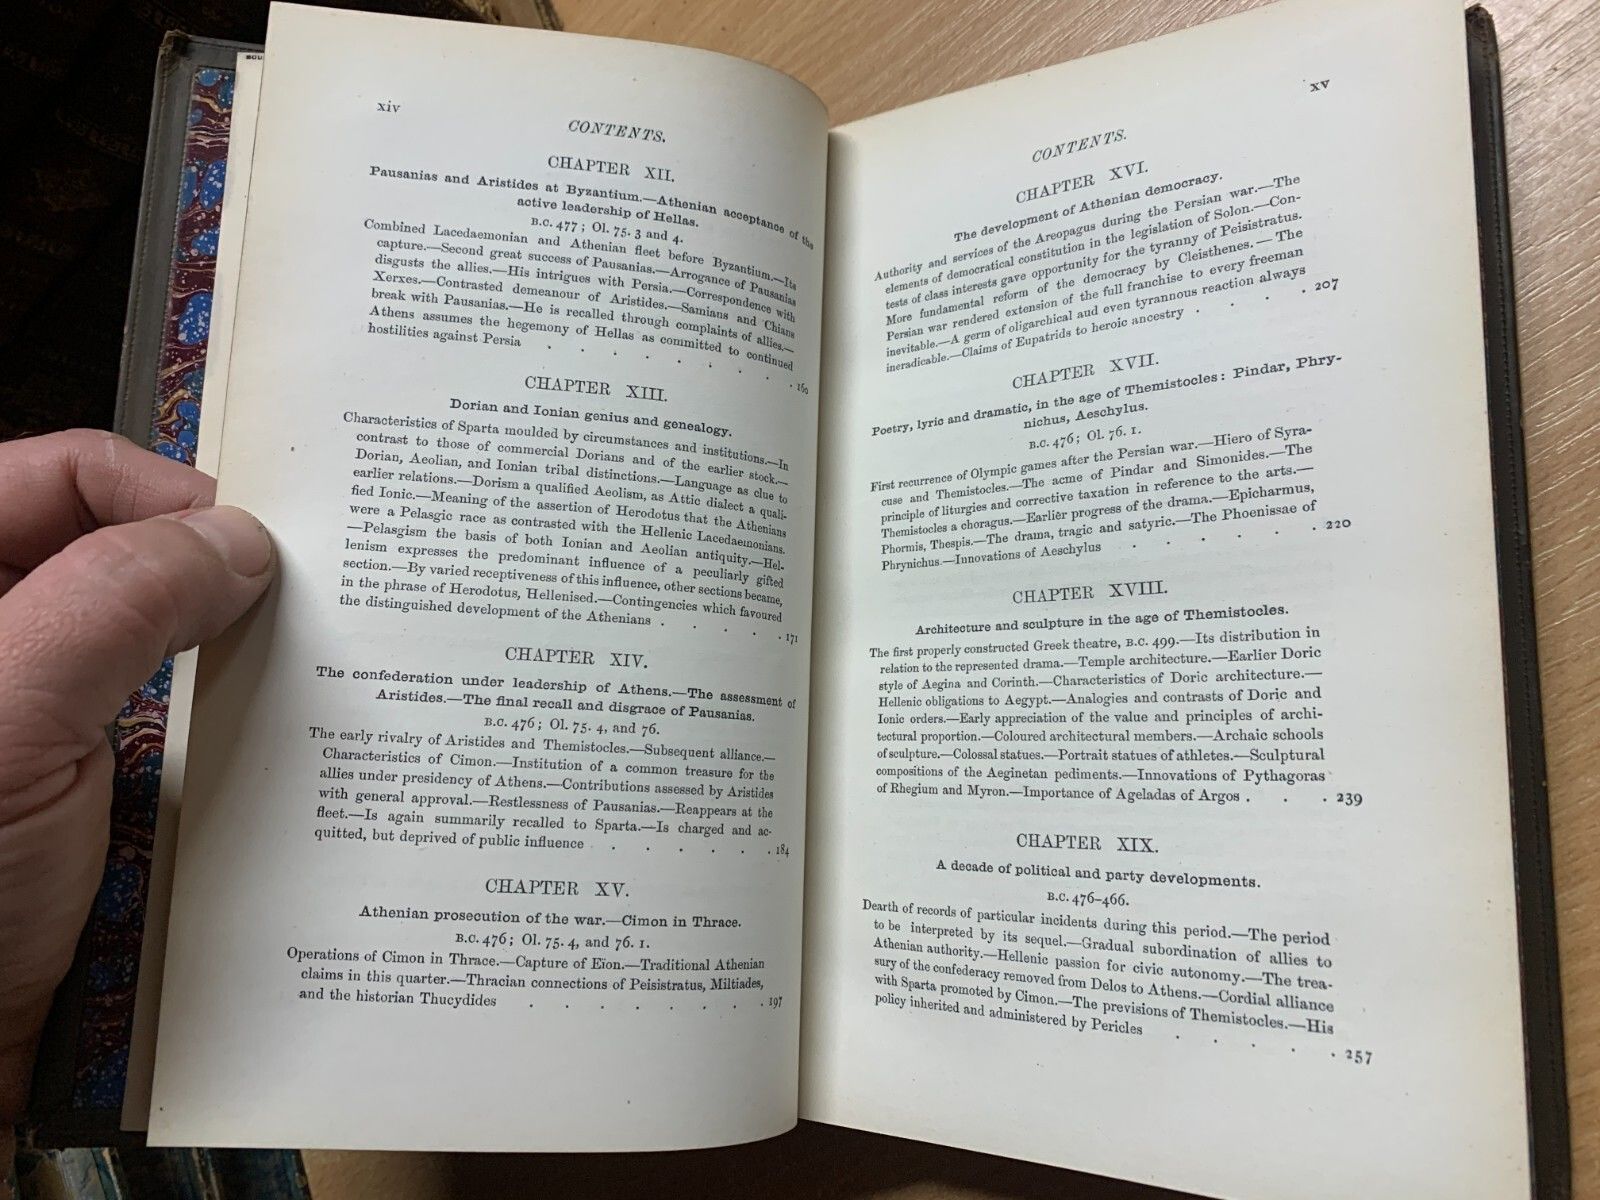 xiv
CONTENTS.
CHAPTER XII.
Pausanias and Aristides at Byzantium.—Athenian acceptance of the
active leadership of Hellas.
B.C. 477; Ol. 75. 3 and 4.
Combined Lacedaemonian and Athenian fleet before Byzantium.—Its
capture.—Second great success of Pausanias.—Arrogance of Pausanias
disgusts the allies.—His intrigues with Persia.—Correspondence with
Xerxes.—Contrasted demeanour of Aristides.—Samians and Chians
break with Pausanias.—He is recalled through complaints of allies.—
Athens assumes the hegemony of Hellas as committed to continued
hostilities against Persia . . . . . . . 160
CHAPTER XIII.
Dorian and Ionian genius and genealogy.
Characteristics of Sparta moulded by circumstances and institutions.—In
contrast to those of commercial Dorians and of the earlier stock.—
Dorian, Aeolian, and Ionian tribal distinctions.—Language as clue to
earlier relations.—Dorism a qualified Aeolism, as Attic dialect a quali-
fied Ionic.—Meaning of the assertion of Herodotus that the Athenians
were a Pelasgic race as contrasted with the Hellenic Lacedaemonians.
—Pelasgism the basis of both Ionian and Aeolian antiquity.—Hel-
lenism expresses the predominant influence of a peculiarly gifted
section.—By varied receptiveness of this influence, other sections became,
in the phrase of Herodotus, Hellenised.—Contingencies which favoured
the distinguished development of the Athenians . . . . . 171
CHAPTER XIV.
The confederation under leadership of Athens.—The assessment of
Aristides.—The final recall and disgrace of Pausanias.
B.C. 476; Ol. 75. 4, and 76.
The early rivalry of Aristides and Themistocles.—Subsequent alliance.—
Characteristics of Cimon.—Institution of a common treasure for the
allies under presidency of Athens.—Contributions assessed by Aristides
with general approval.—Restlessness of Pausanias.—Reappears at the
fleet.—Is again summarily recalled to Sparta.—Is charged and ac-
quitted, but deprived of public influence . . . . . . 184
CHAPTER XV.
Athenian prosecution of the war.—Cimon in Thrace.
B.C. 476; Ol. 75. 4, and 76. 1.
Operations of Cimon in Thrace.—Capture of Eïon.—Traditional Athenian
claims in this quarter.—Thracian connections of Peisistratus, Miltiades,
and the historian Thucydides . . . . . . . 197
xv
CONTENTS.
CHAPTER XVI.
The development of Athenian democracy.
Authority and services of the Areopagus during the Persian war.—The
elements of democratical constitution in the legislation of Solon.—Con-
tests of class interests gave opportunity for the tyranny of Peisistratus.
More fundamental reform of the democracy by Cleisthenes.—The
Persian war rendered extension of the full franchise to every freeman
inevitable.—A germ of oligarchical and even tyrannous reaction always
ineradicable.—Claims of Eupatrids to heroic ancestry . . . . 207
CHAPTER XVII.
Poetry, lyric and dramatic, in the age of Themistocles: Pindar, Phry-
nichus, Aeschylus.
B.C. 476; Ol. 76. 1.
First recurrence of Olympic games after the Persian war.—Hiero of Syra-
cuse and Themistocles.—The acme of Pindar and Simonides.—The
principle of liturgies and corrective taxation in reference to the arts.—
Themistocles a choragus.—Earlier progress of the drama.—Epicharmus,
Phormis, Thespis.—The drama, tragic and satyric.—The Phoenissae of
Phrynichus.—Innovations of Aeschylus . . . . . . 220
CHAPTER XVIII.
Architecture and sculpture in the age of Themistocles.
The first properly constructed Greek theatre, B.C. 499.—Its distribution in
relation to the represented drama.—Temple architecture.—Earlier Doric
style of Aegina and Corinth.—Characteristics of Doric architecture.—
Hellenic obligations to Aegypt.—Analogies and contrasts of Doric and
Ionic orders.—Early appreciation of the value and principles of archi-
tectural proportion.—Coloured architectural members.—Archaic schools
of sculpture.—Colossal statues.—Portrait statues of athletes.—Sculptural
compositions of the Aeginetan pediments.—Innovations of Pythagoras
of Rhegium and Myron.—Importance of Ageladas of Argos . . . 239
CHAPTER XIX.
A decade of political and party developments.
B.C. 476–466.
Dearth of records of particular incidents during this period.—The period
to be interpreted by its sequel.—Gradual subordination of allies to
Athenian authority.—Hellenic passion for civic autonomy.—The trea-
sury of the confederacy removed from Delos to Athens.—Cordial alliance
with Sparta promoted by Cimon.—The previsions of Themistocles.—His
policy inherited and administered by Pericles . . . . . 257